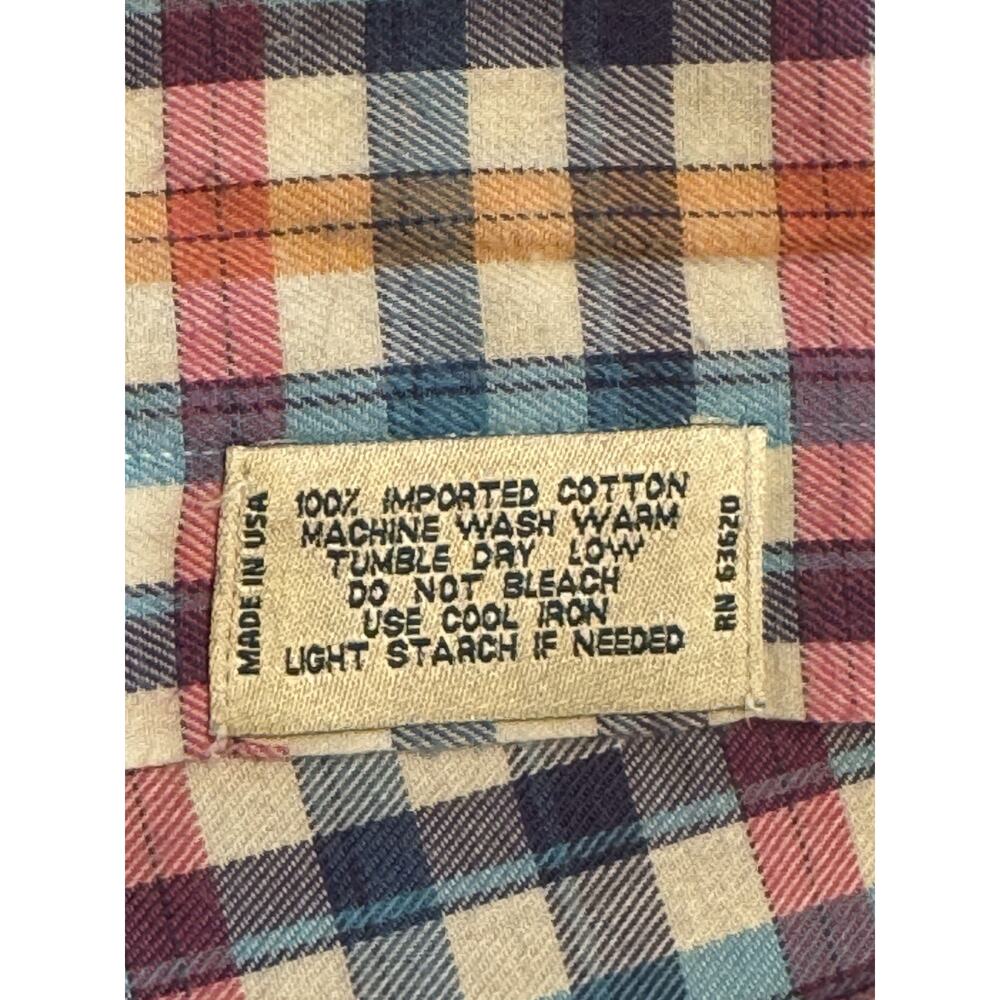 MADE IN USA
100% IMPORTED COTTON
MACHINE WASH WARM
TUMBLE DRY LOW
DO NOT BLEACH
USE COOL IRON
LIGHT STARCH IF NEEDED
RN 63620